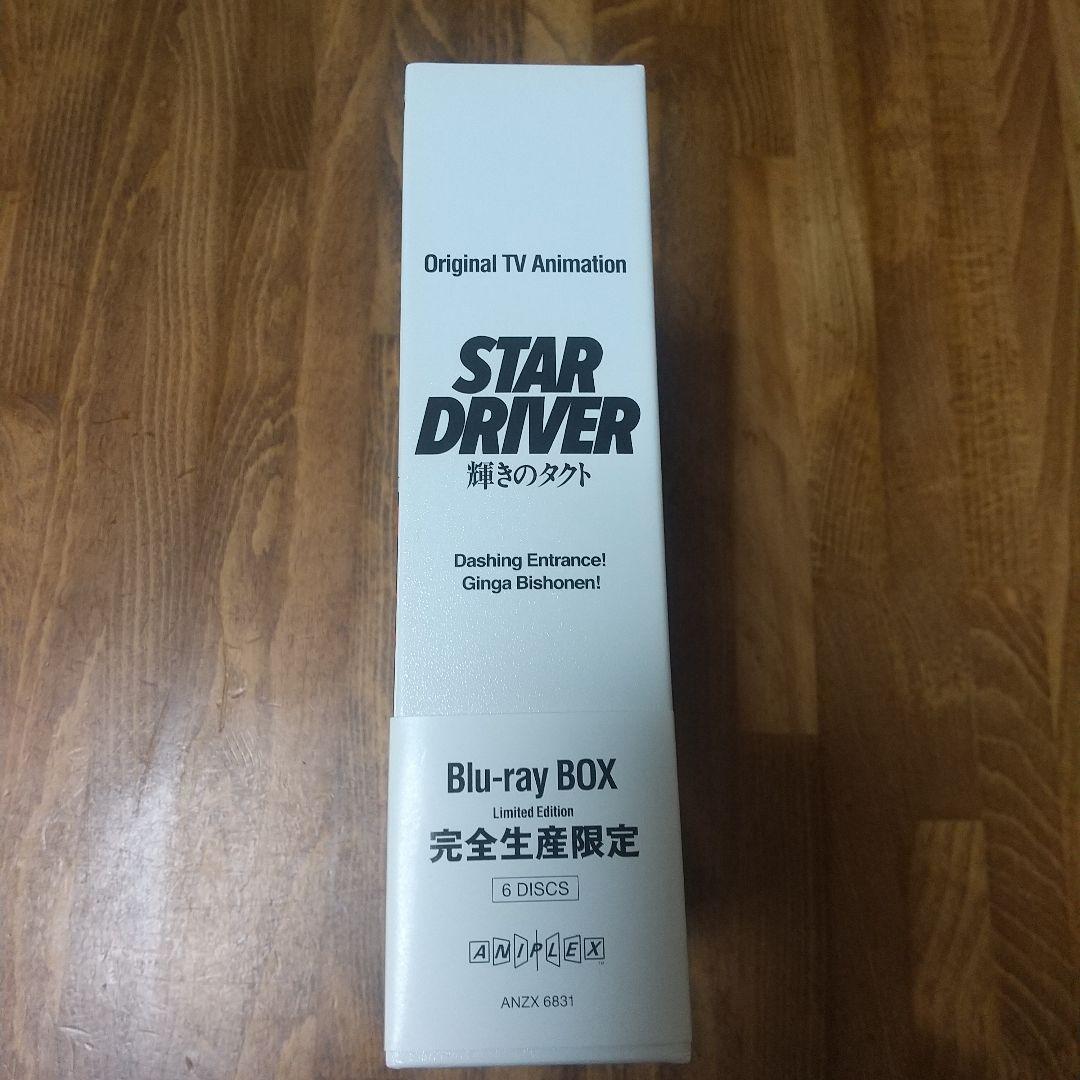 Original TV Animation
STAR
DRIVER
輝きのタクト
Dashing Entrance!
Ginga Bishonen!
Blu-ray BOX
Limited Edition
完全生産限定
6 DISCS
ANIPLEX
ANZX 6831